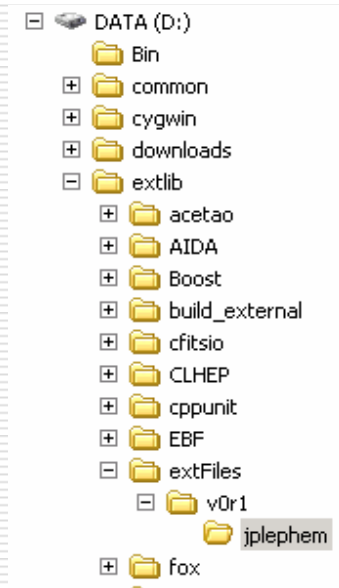 DATA (D:)
Bin
common
cygwin
downloads
extlib
acetao
AIDA
Boost
build_external
cfitsio
CLHEP
cppunit
EBF
extFiles
v0r1
jplephem
fox